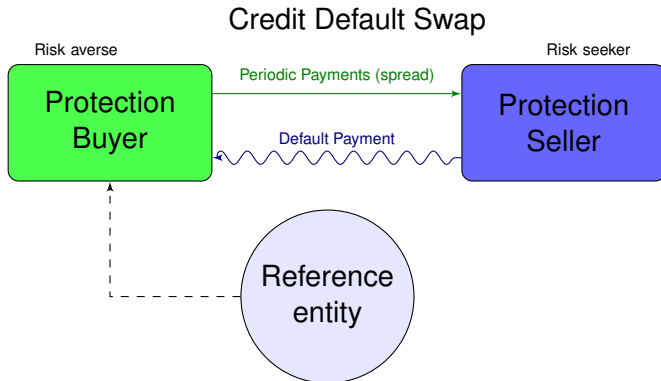 Credit Default Swap
Risk averse
Risk seeker
Periodic Payments (spread)
Protection
Buyer
Protection
Seller
Default Payment
Reference
entity